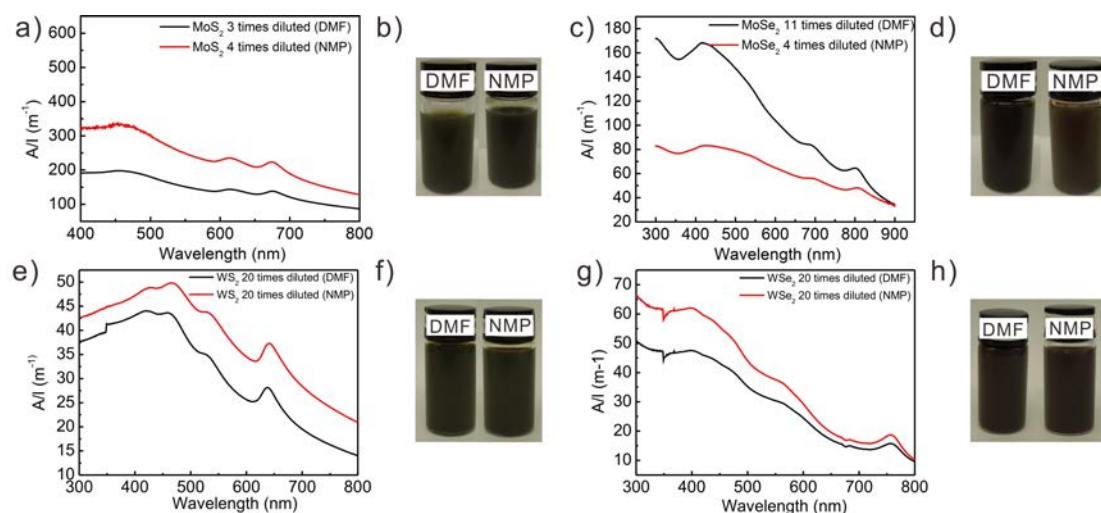 a)
MoS2 3 times diluted (DMF)
MoS2 4 times diluted (NMP)
A/I (m-1)
600
500
400
300
200
100
400 500 600 700 800
Wavelength (nm)
b)
DMF NMP
c)
MoSe2 11 times diluted (DMF)
MoSe2 4 times diluted (NMP)
A/I (m-1)
180
160
140
120
100
80
60
40
20
300 400 500 600 700 800 900
Wavelength (nm)
d)
DMF NMP
e)
WS2 20 times diluted (DMF)
WS2 20 times diluted (NMP)
A/I (m-1)
50
45
40
35
30
25
20
15
10
300 400 500 600 700 800
Wavelength (nm)
f)
DMF NMP
g)
WSe2 20 times diluted (DMF)
WSe2 20 times diluted (NMP)
A/I (m-1)
70
60
50
40
30
20
10
300 400 500 600 700 800
Wavelength (nm)
h)
DMF NMP